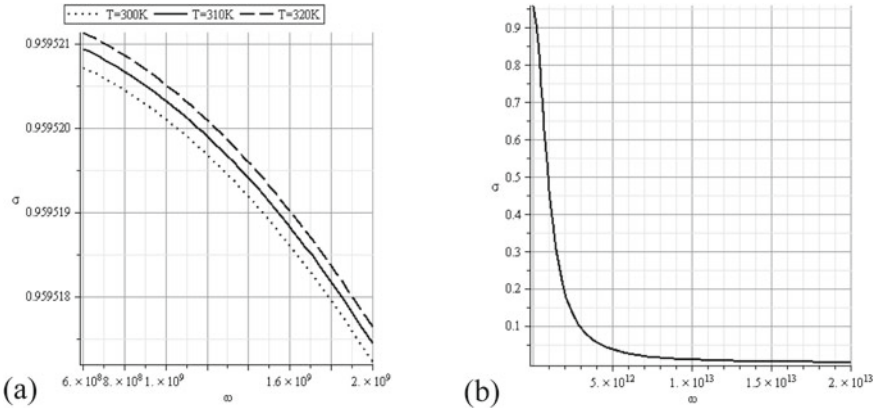 T=300K T=310K T=320K
0.959521
0.959520
σ
0.959519
0.959518
6. × 10⁸ 8. × 10⁸ 1. × 10⁹ 1.6 × 10⁹ 2. × 10⁹
ω
(a)
0.9
0.8
0.7
0.6
σ
0.5
0.4
0.3
0.2
0.1
5. × 10¹² 1. × 10¹³ 1.5 × 10¹³ 2. × 10¹³
ω
(b)